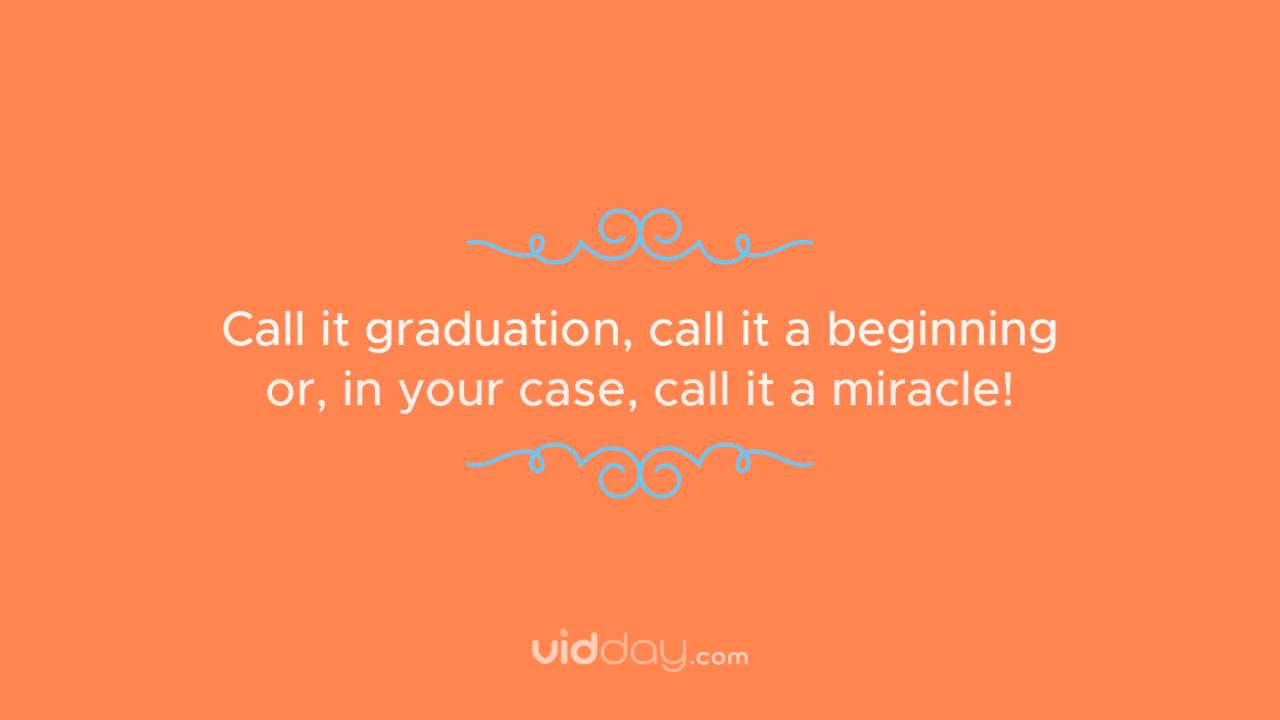 Call it graduation, call it a beginning
or, in your case, call it a miracle!
vidday.com